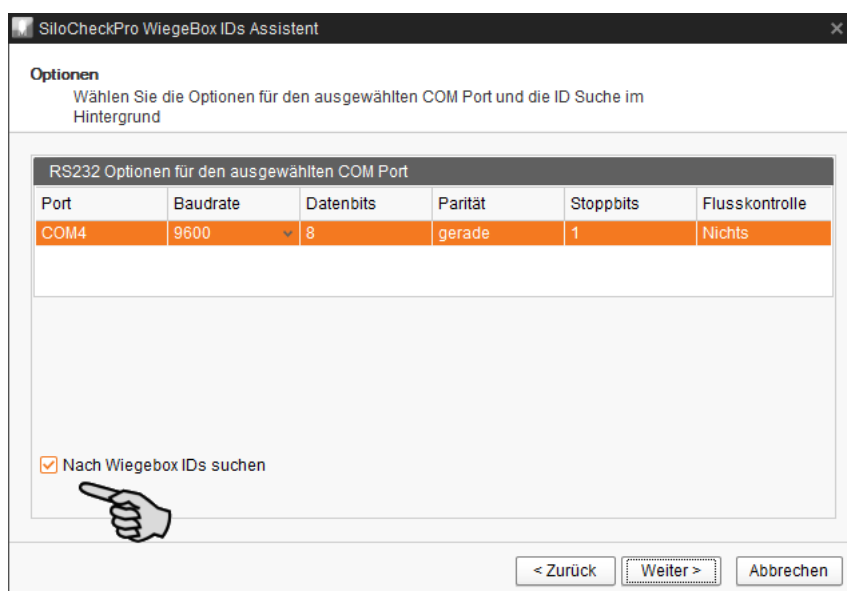 SiloCheckPro WiegeBox IDs Assistent
Optionen
Wählen Sie die Optionen für den ausgewählten COM Port und die ID Suche im
Hintergrund
RS232 Optionen für den ausgewählten COM Port
Port Baudrate Datenbits Parität Stoppbits Flusskontrolle
COM4 9600 8 gerade 1 Nichts
Nach Wiegebox IDs suchen
< Zurück Weiter > Abbrechen